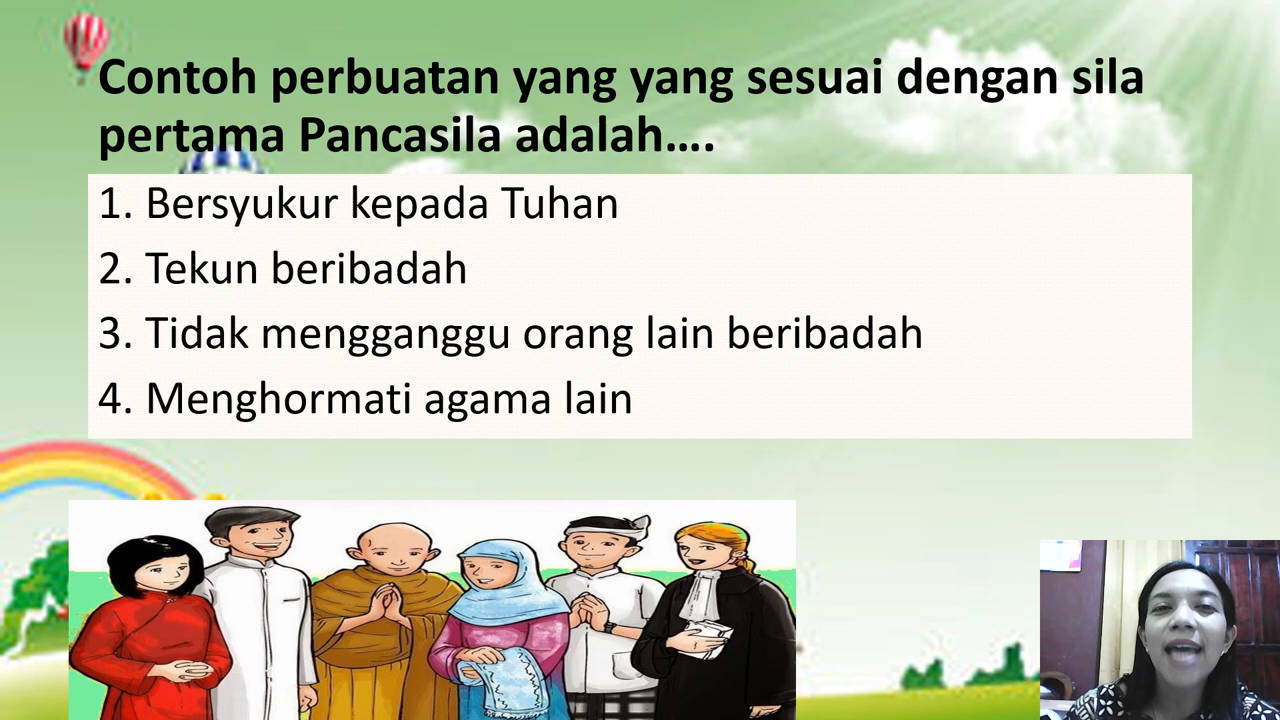 Contoh perbuatan yang yang sesuai dengan sila
pertama Pancasila adalah....
1. Bersyukur kepada Tuhan
2. Tekun beribadah
3. Tidak mengganggu orang lain beribadah
4. Menghormati agama lain